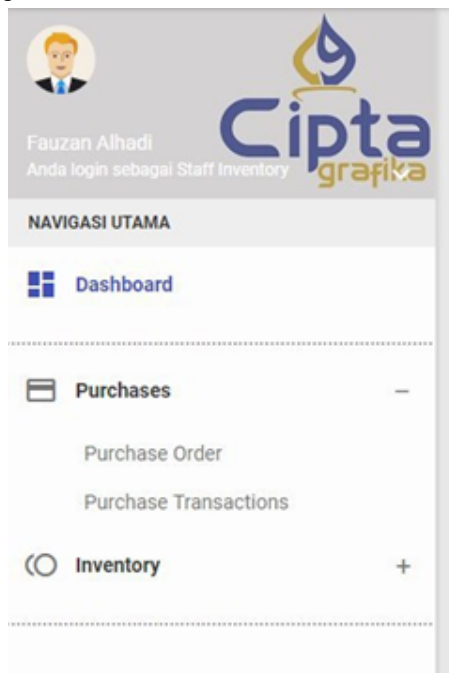 Cipta
grafika
Fauzan Alhadi
Anda login sebagai Staff Inventory
NAVIGASI UTAMA
Dashboard
Purchases
Purchase Order
Purchase Transactions
Inventory